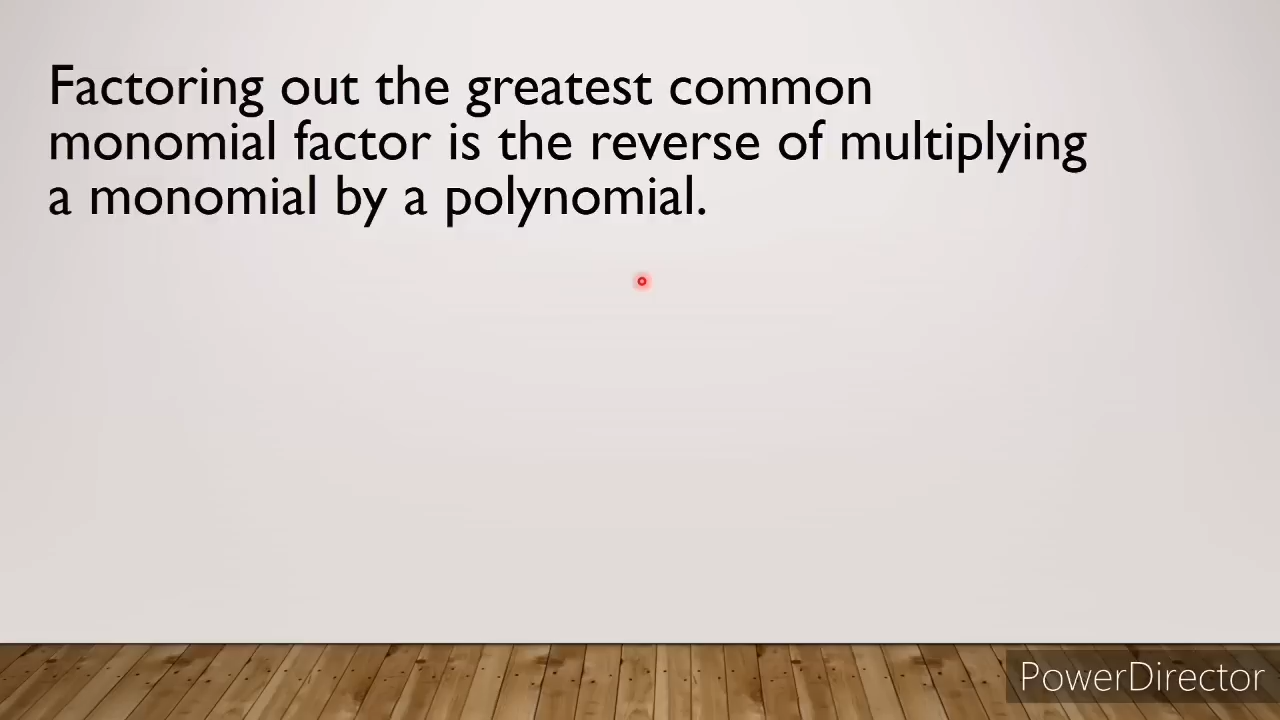 Factoring out the greatest common
monomial factor is the reverse of multiplying
a monomial by a polynomial.
PowerDirector